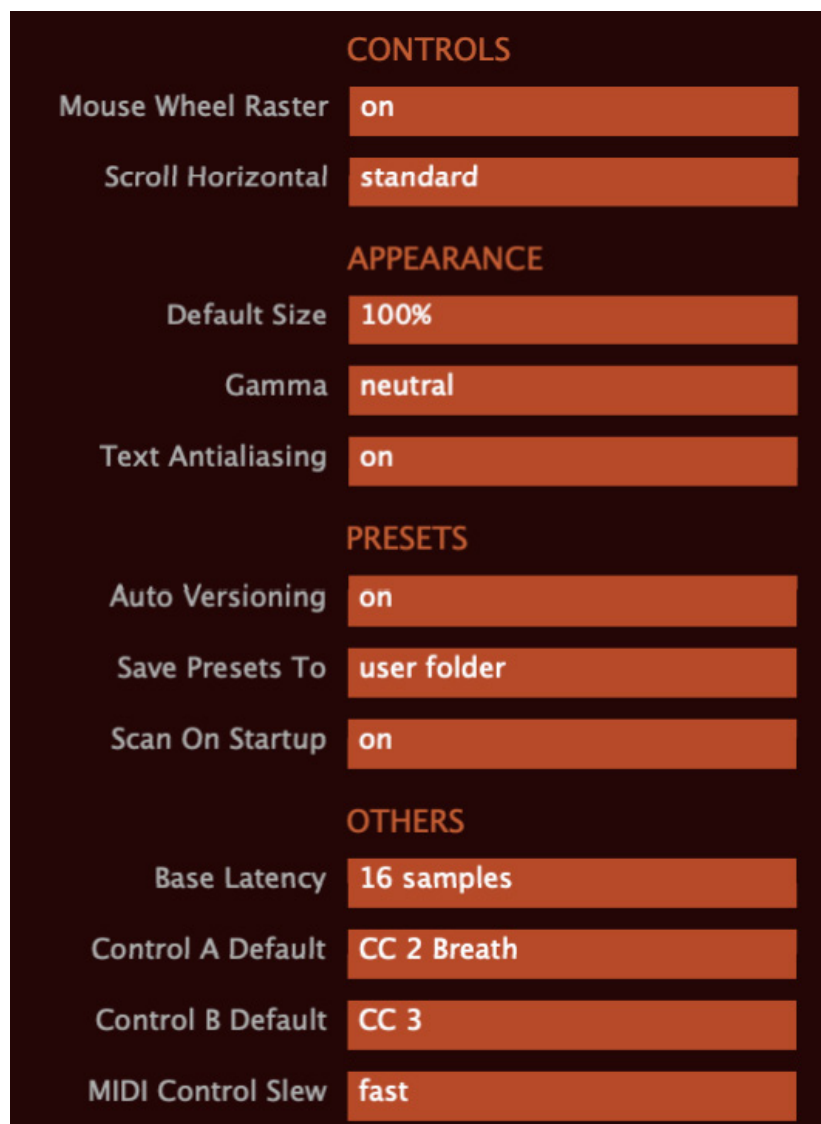 CONTROLS
Mouse Wheel Raster on
Scroll Horizontal standard
APPEARANCE
Default Size 100%
Gamma neutral
Text Antialiasing on
PRESETS
Auto Versioning on
Save Presets To user folder
Scan On Startup on
OTHERS
Base Latency 16 samples
Control A Default CC 2 Breath
Control B Default CC 3
MIDI Control Slew fast